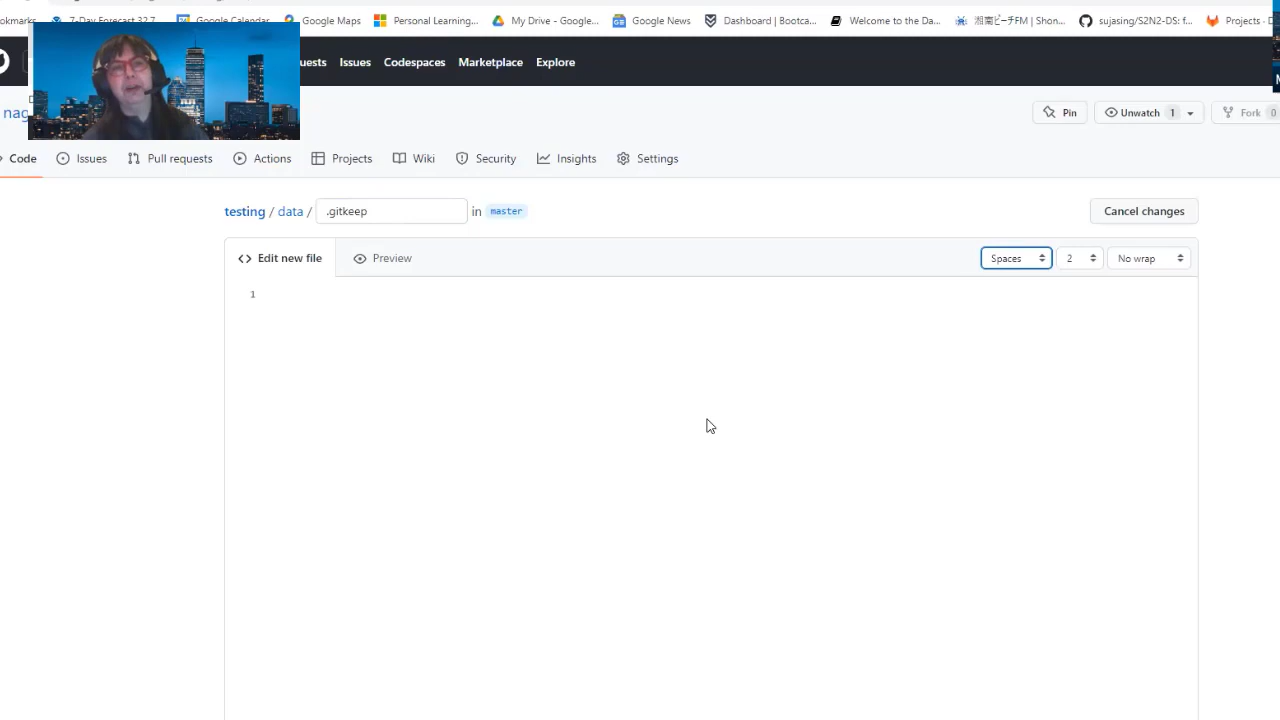 okmarks 7-Day Forecast 32.7... Google Calendar Google Maps Personal Learning... My Drive - Google... Google News Dashboard | Bootca... Welcome to the Da... 湘南ビーチFM | Shon... sujasing/S2N2-DS: f... Projects - D
uests Issues Codespaces Marketplace Explore
nag Pin Unwatch 1 Fork 0
Code Issues Pull requests Actions Projects Wiki Security Insights Settings
testing / data / .gitkeep in master Cancel changes
Edit new file Preview Spaces 2 No wrap
1